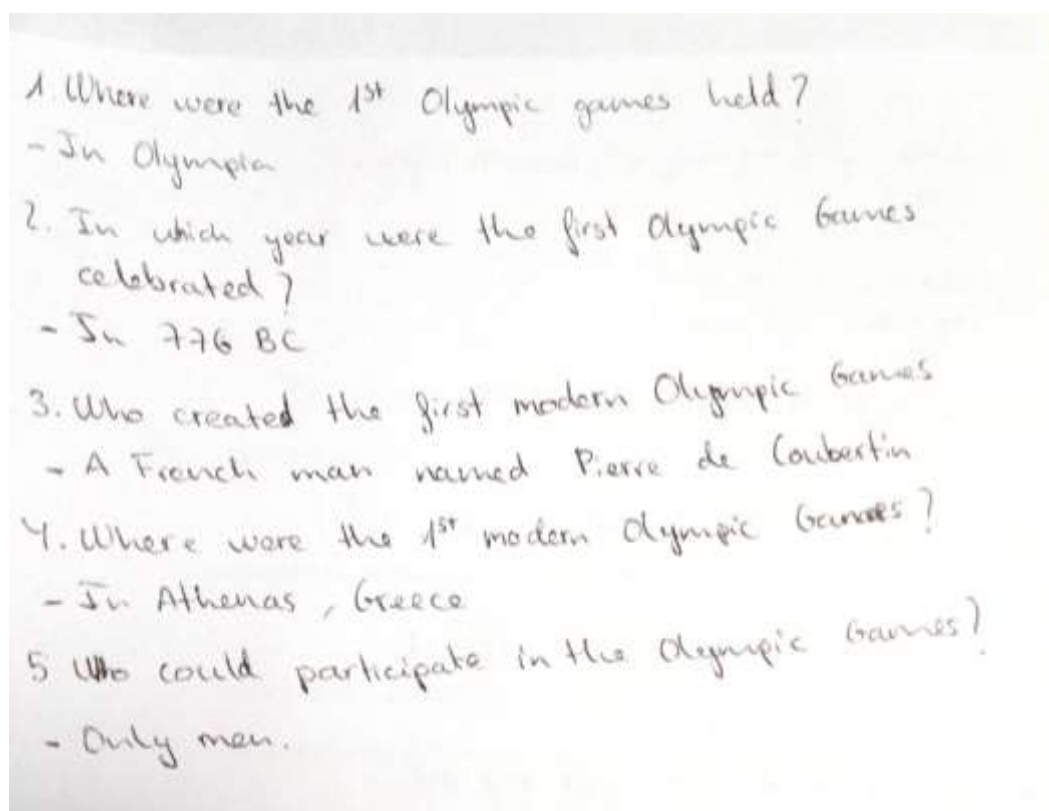 1. Where were the 1st Olympic games held?
- In Olympia
2. In which year were the first Olympic Games
celebrated?
- In 776 BC
3. Who created the first modern Olympic Games
- A French man named Pierre de Coubertin
4. Where were the 1st modern Olympic Games?
- In Athenas, Greece
5 Who could participate in the Olympic Games?
- Only men.